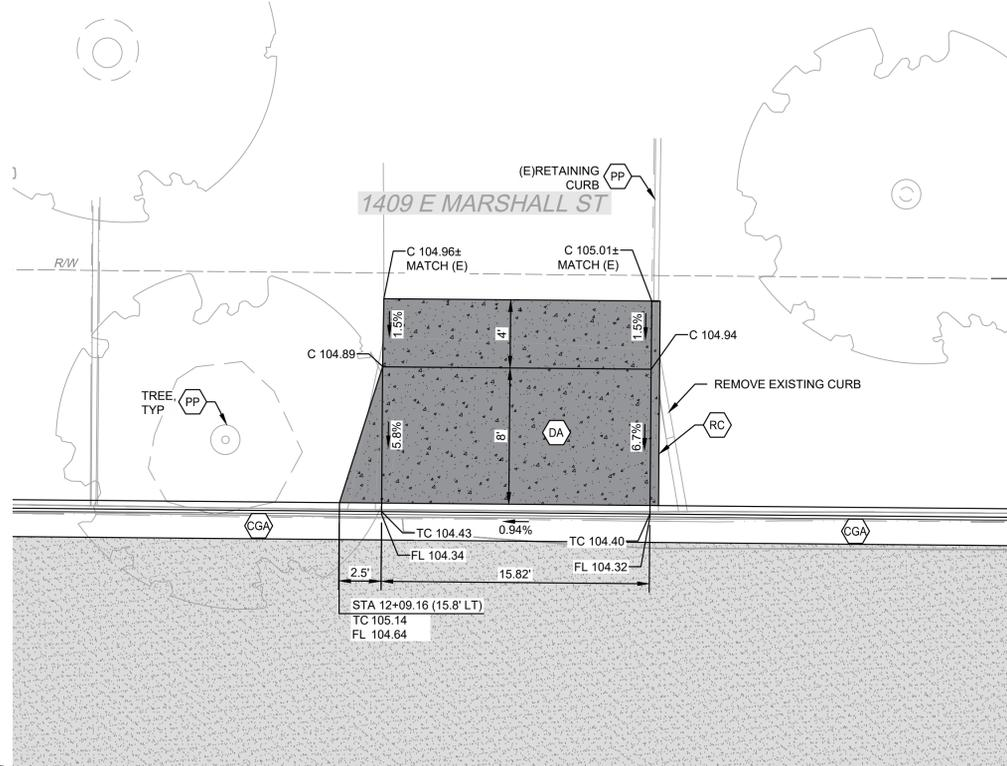 (E)RETAINING
CURB
PP
1409 E MARSHALL ST
C 104.96±
MATCH (E)
C 105.01±
MATCH (E)
R/W
1.5%
4'
1.5%
C 104.89
C 104.94
TREE,
TYP
PP
REMOVE EXISTING CURB
RC
5.8%
8'
DA
6.7%
CGA
TC 104.43
0.94%
TC 104.40
CGA
FL 104.34
FL 104.32
2.5'
15.82'
STA 12+09.16 (15.8' LT)
TC 105.14
FL 104.64